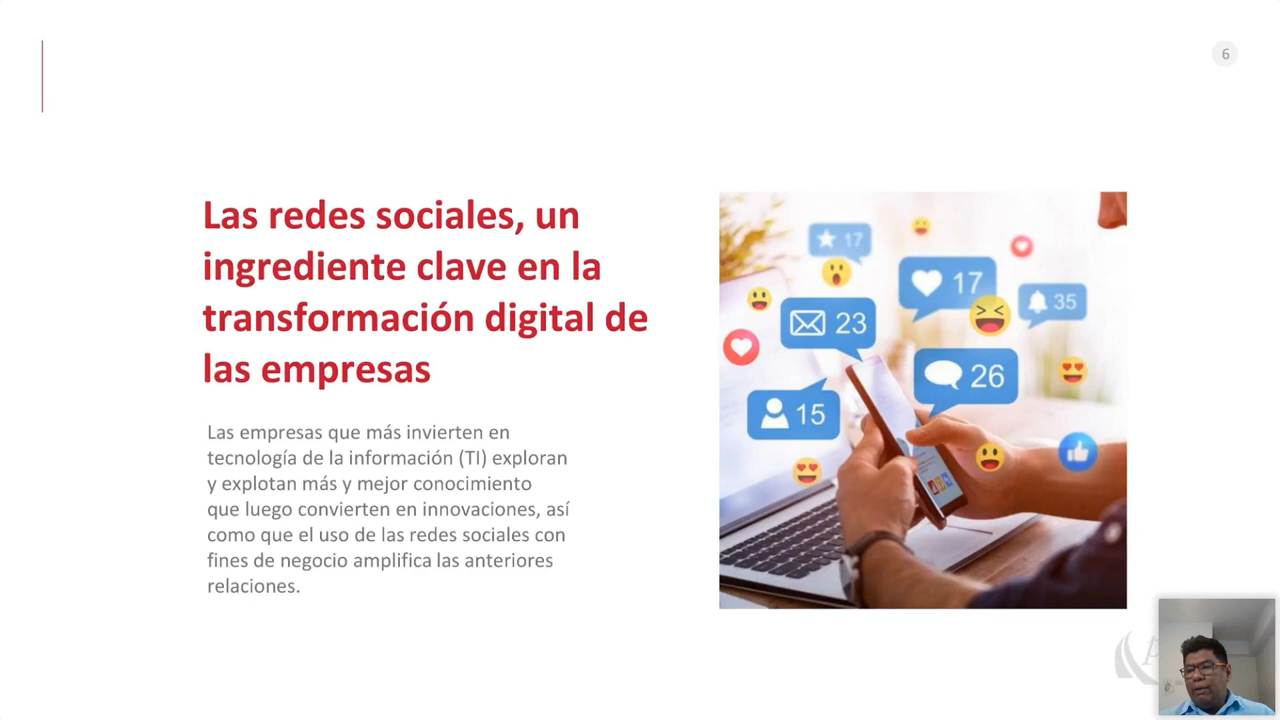 6
Las redes sociales, un
ingrediente clave en la
transformación digital de
las empresas
Las empresas que más invierten en
tecnología de la información (TI) exploran
y explotan más y mejor conocimiento
que luego convierten en innovaciones, así
como que el uso de las redes sociales con
fines de negocio amplifica las anteriores
relaciones.
17
17
35
23
26
15